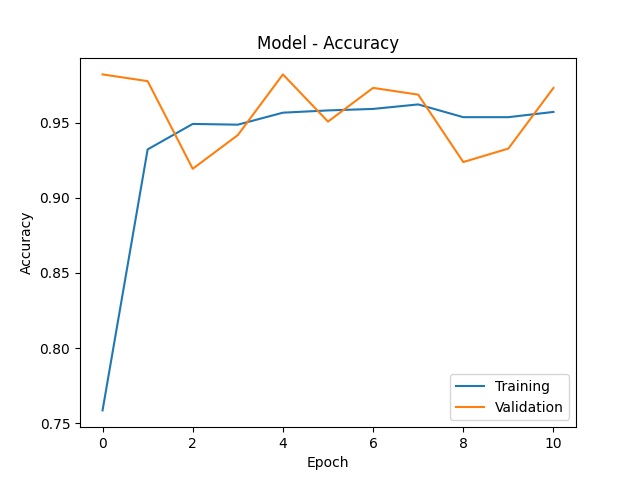 Model - Accuracy
Accuracy
0.95
0.90
0.85
0.80
0.75
Training
Validation
0 2 4 6 8 10
Epoch